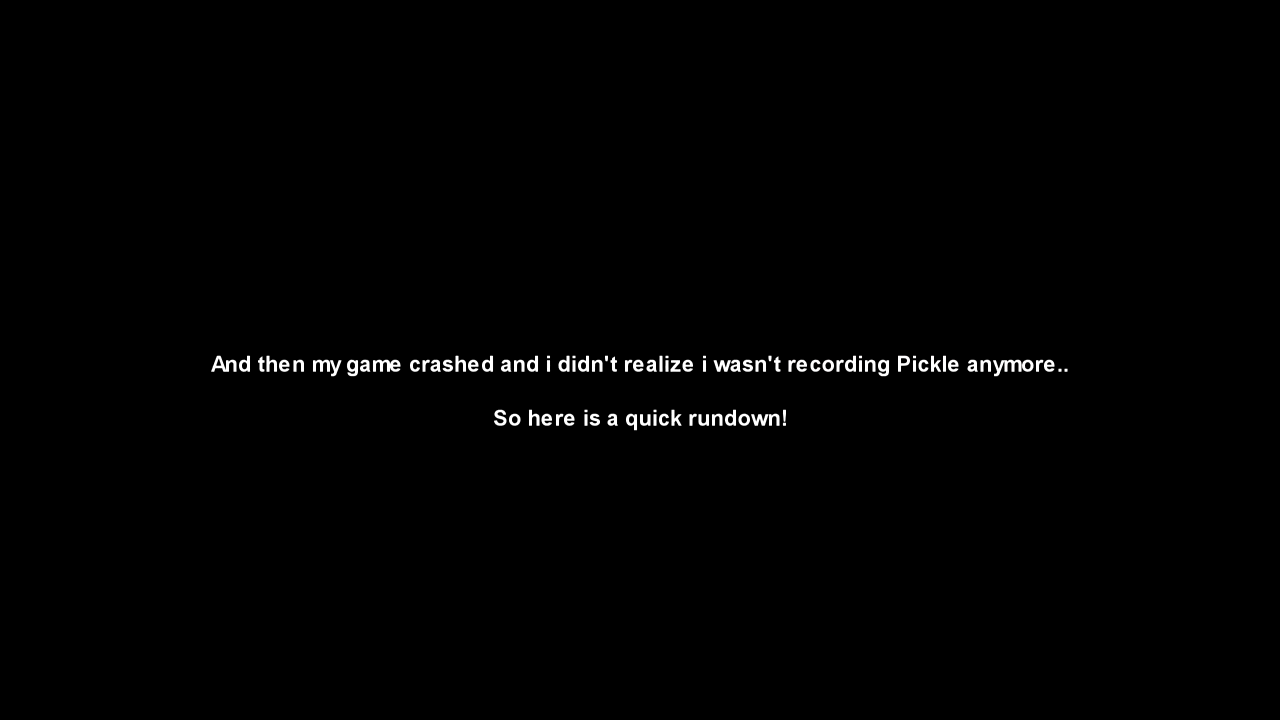 And then my game crashed and i didn't realize i wasn't recording Pickle anymore..
So here is a quick rundown!